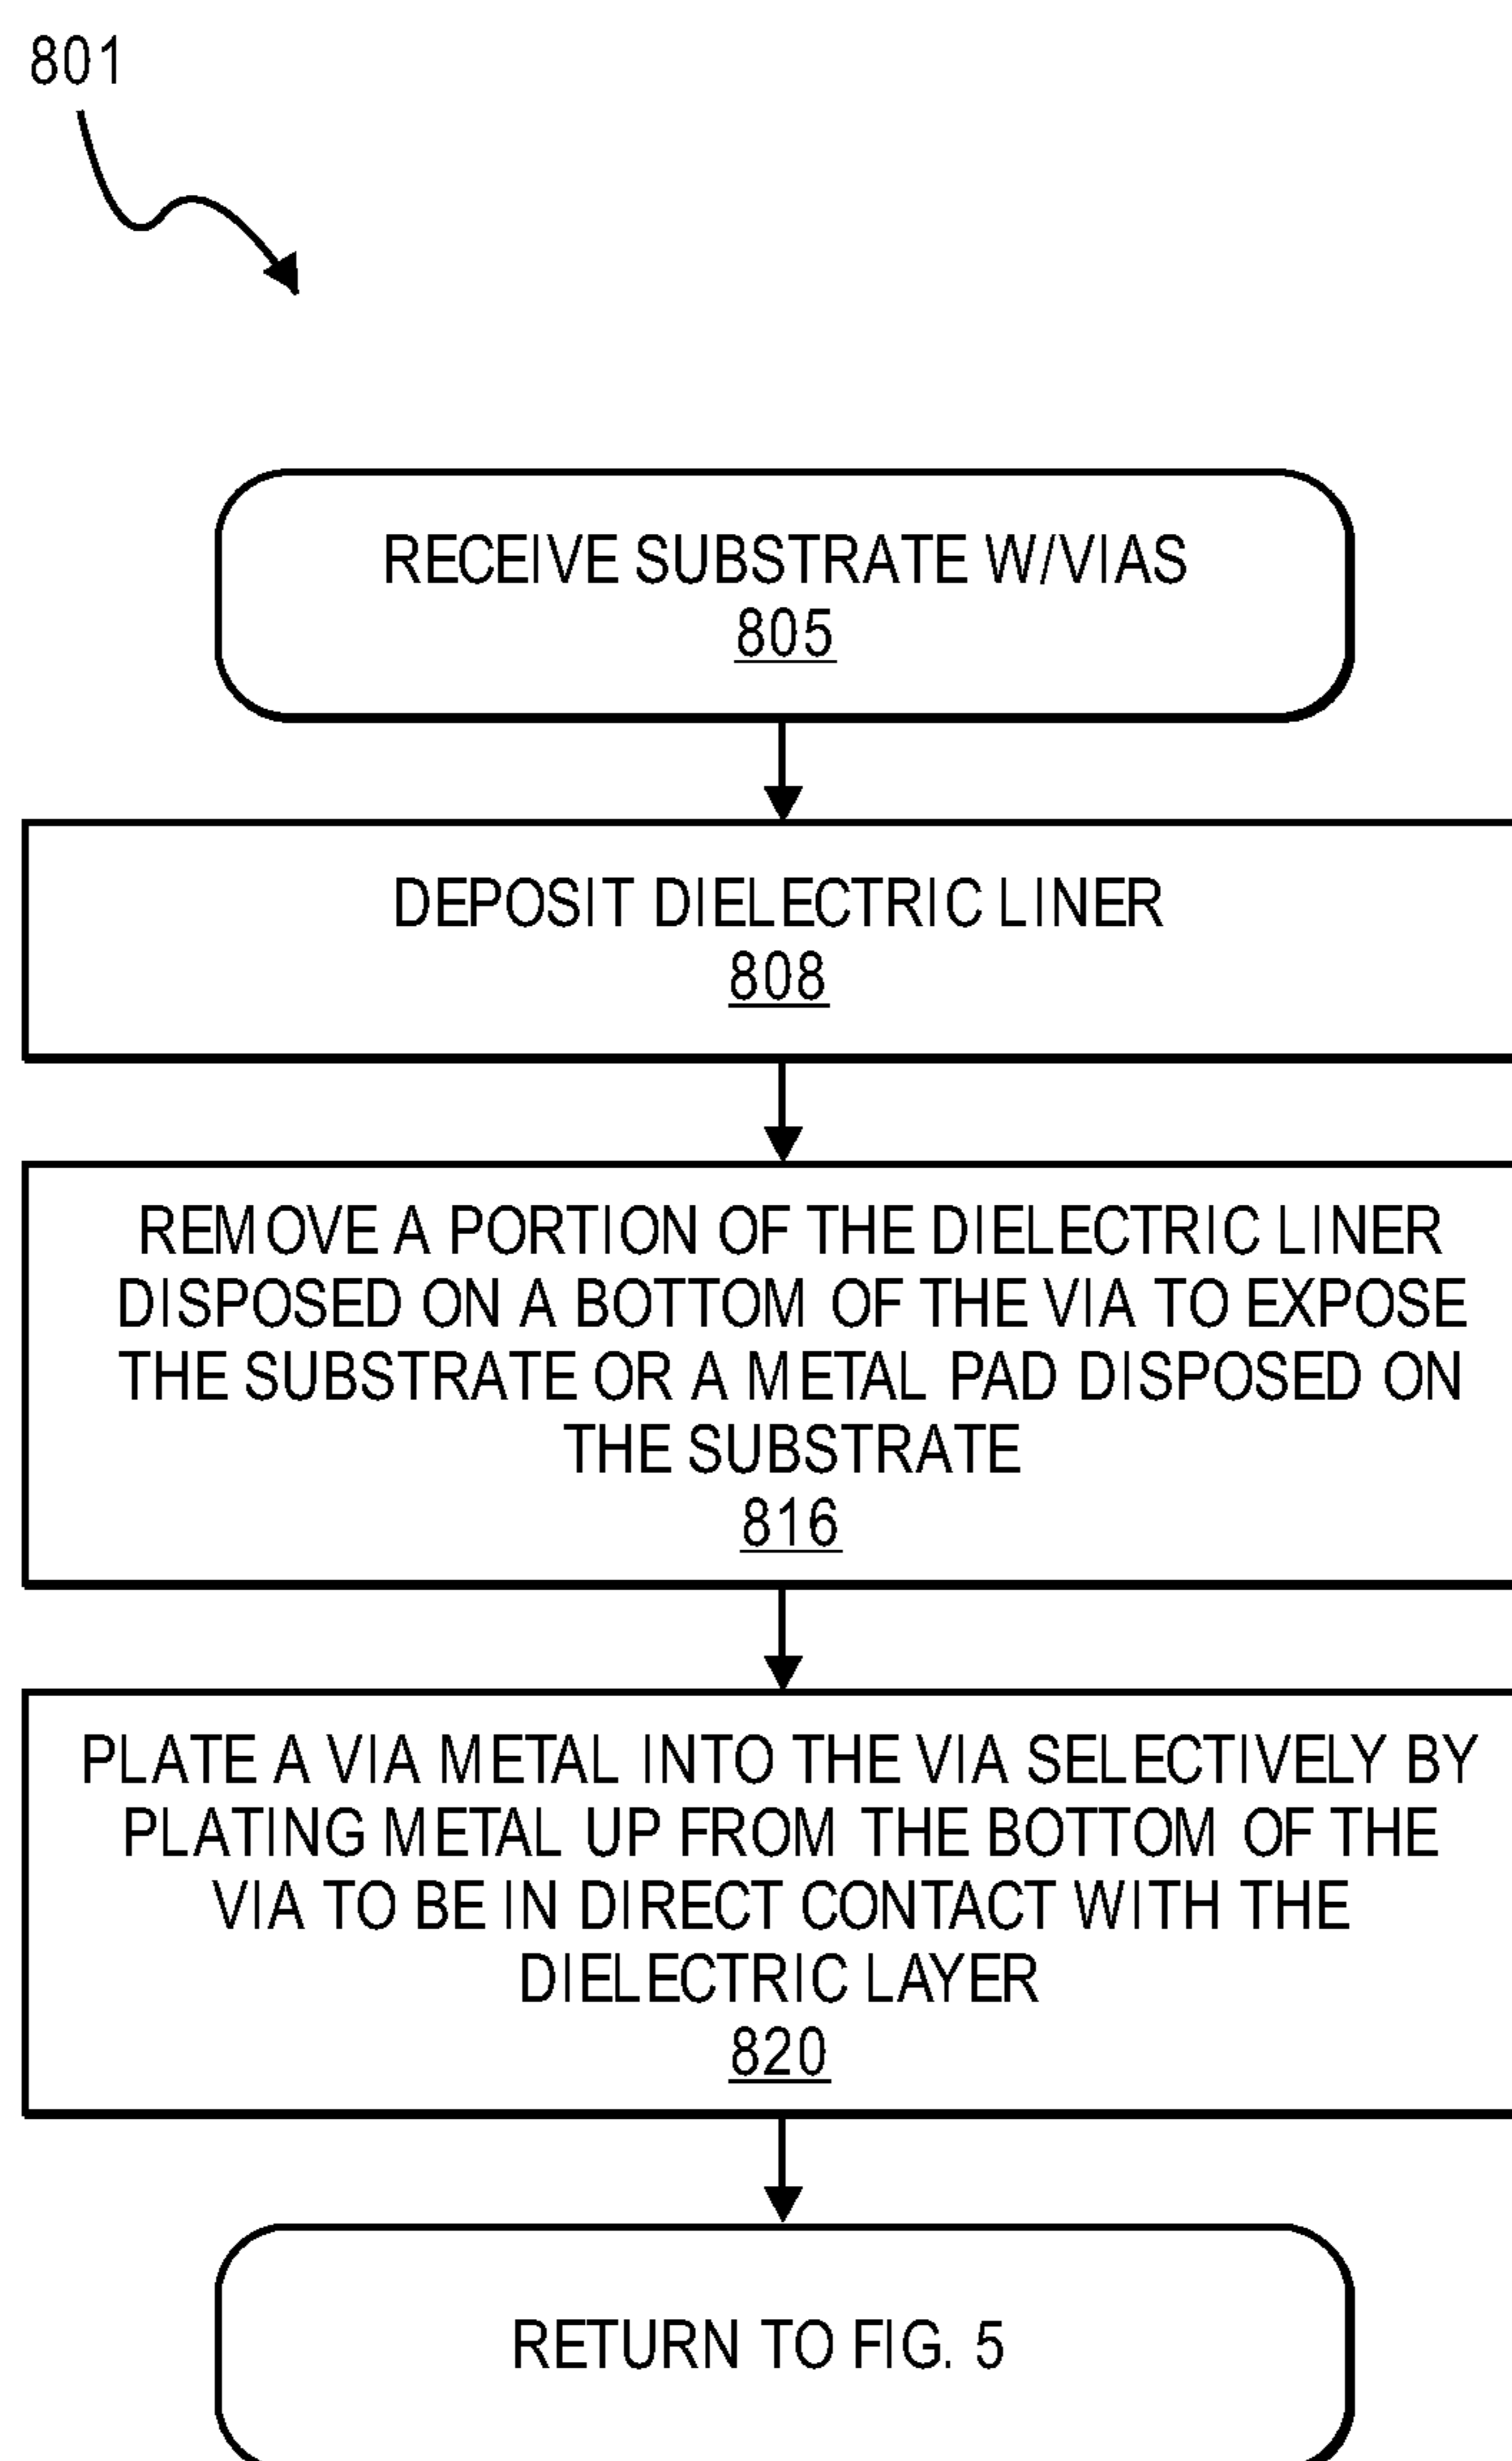 801
RECEIVE SUBSTRATE W/VIAS
805
DEPOSIT DIELECTRIC LINER
808
REMOVE A PORTION OF THE DIELECTRIC LINER
DISPOSED ON A BOTTOM OF THE VIA TO EXPOSE
THE SUBSTRATE OR A METAL PAD DISPOSED ON
THE SUBSTRATE
816
PLATE A VIA METAL INTO THE VIA SELECTIVELY BY
PLATING METAL UP FROM THE BOTTOM OF THE
VIA TO BE IN DIRECT CONTACT WITH THE
DIELECTRIC LAYER
820
RETURN TO FIG. 5